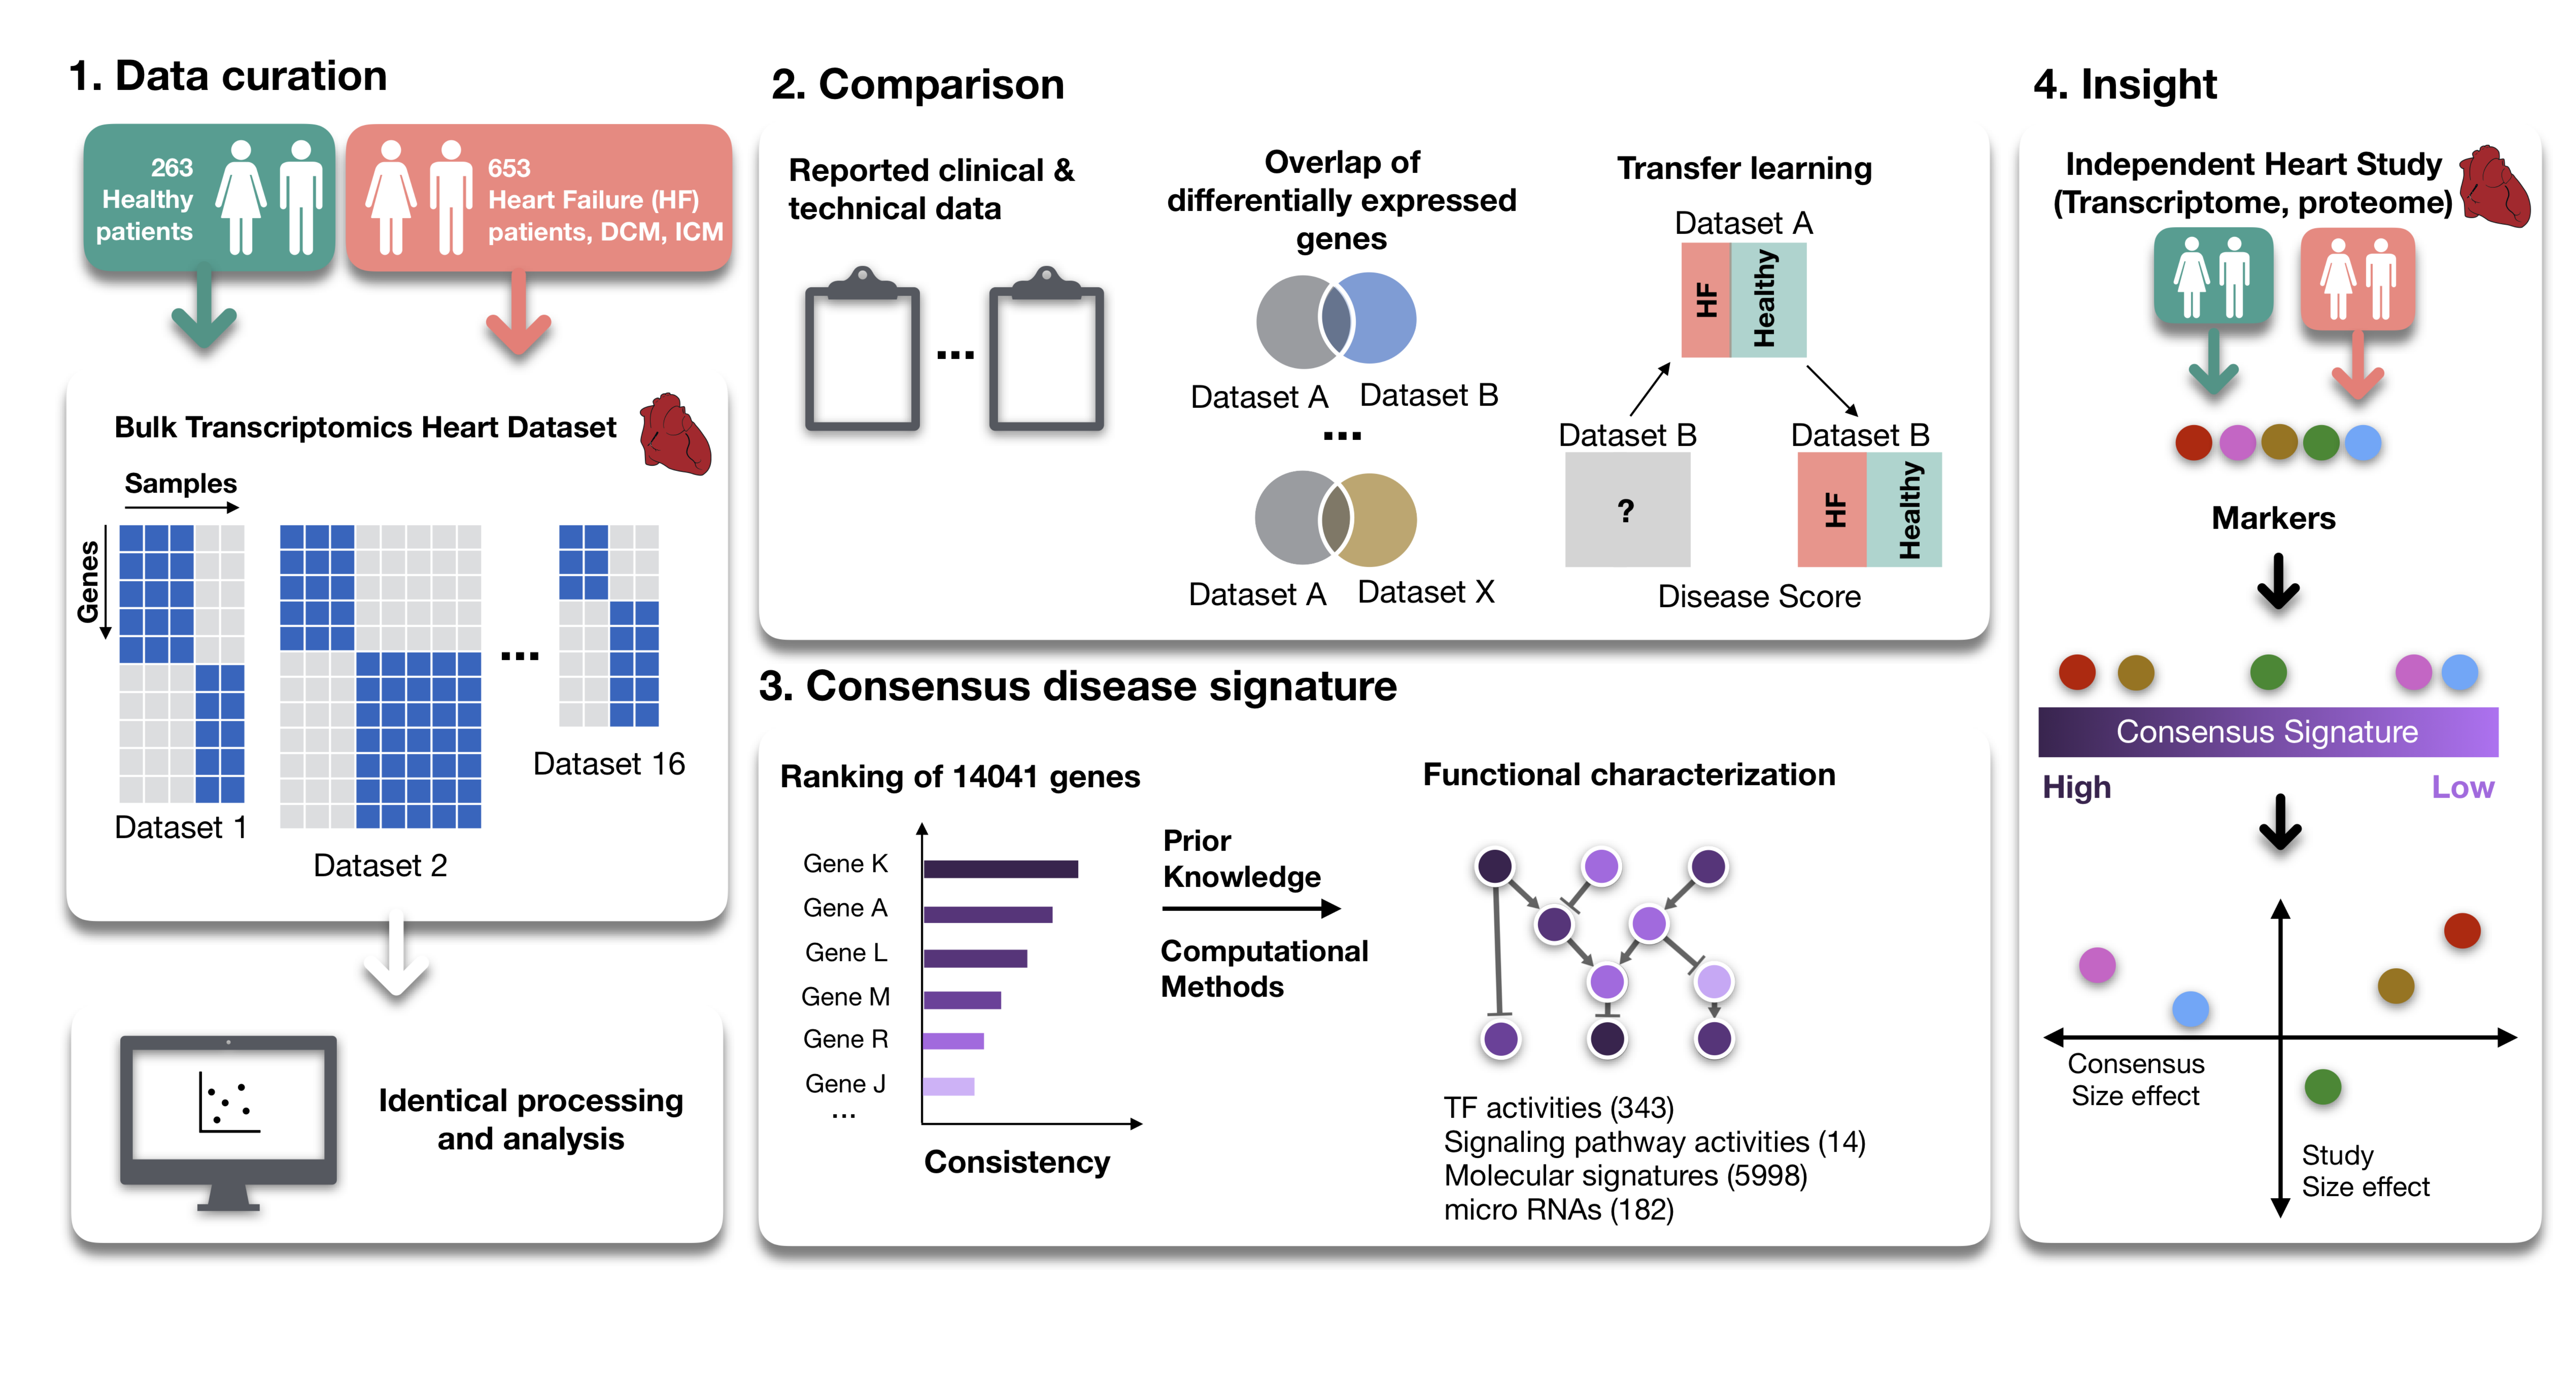 1. Data curation
263
Healthy
patients
653
Heart Failure (HF)
patients, DCM, ICM
Bulk Transcriptomics Heart Dataset
Samples
Genes
...
Dataset 1
Dataset 2
Dataset 16
Identical processing
and analysis
2. Comparison
Reported clinical &
technical data
...
Overlap of
differentially expressed
genes
Dataset A
Dataset B
...
Dataset A
Dataset X
Transfer learning
Dataset A
HF
Healthy
Dataset B
?
Dataset B
HF
Healthy
Disease Score
3. Consensus disease signature
Ranking of 14041 genes
Gene K
Gene A
Gene L
Gene M
Gene R
Gene J
...
Consistency
Prior
Knowledge
Computational
Methods
Functional characterization
TF activities (343)
Signaling pathway activities (14)
Molecular signatures (5998)
micro RNAs (182)
4. Insight
Independent Heart Study
(Transcriptome, proteome)
Markers
Consensus Signature
High
Low
Consensus
Size effect
Study
Size effect